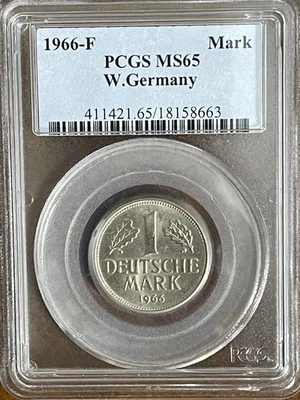 1966-F Mark
PCGS MS65
W.Germany
411421.65/18158663
1
DEUTSCHE
MARK
1966
PCGS